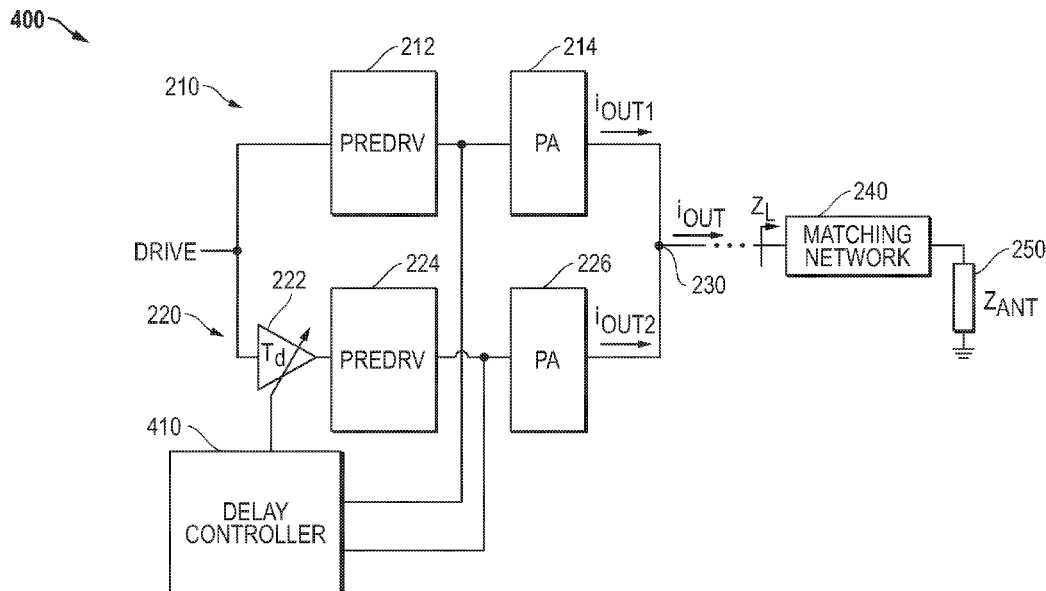 400
212
214
210
PREDRV
PA
iOUT1
DRIVE
iOUT
ZL
240
MATCHING
NETWORK
230
250
ZANT
222
220
Td
224
PREDRV
226
PA
iOUT2
410
DELAY
CONTROLLER